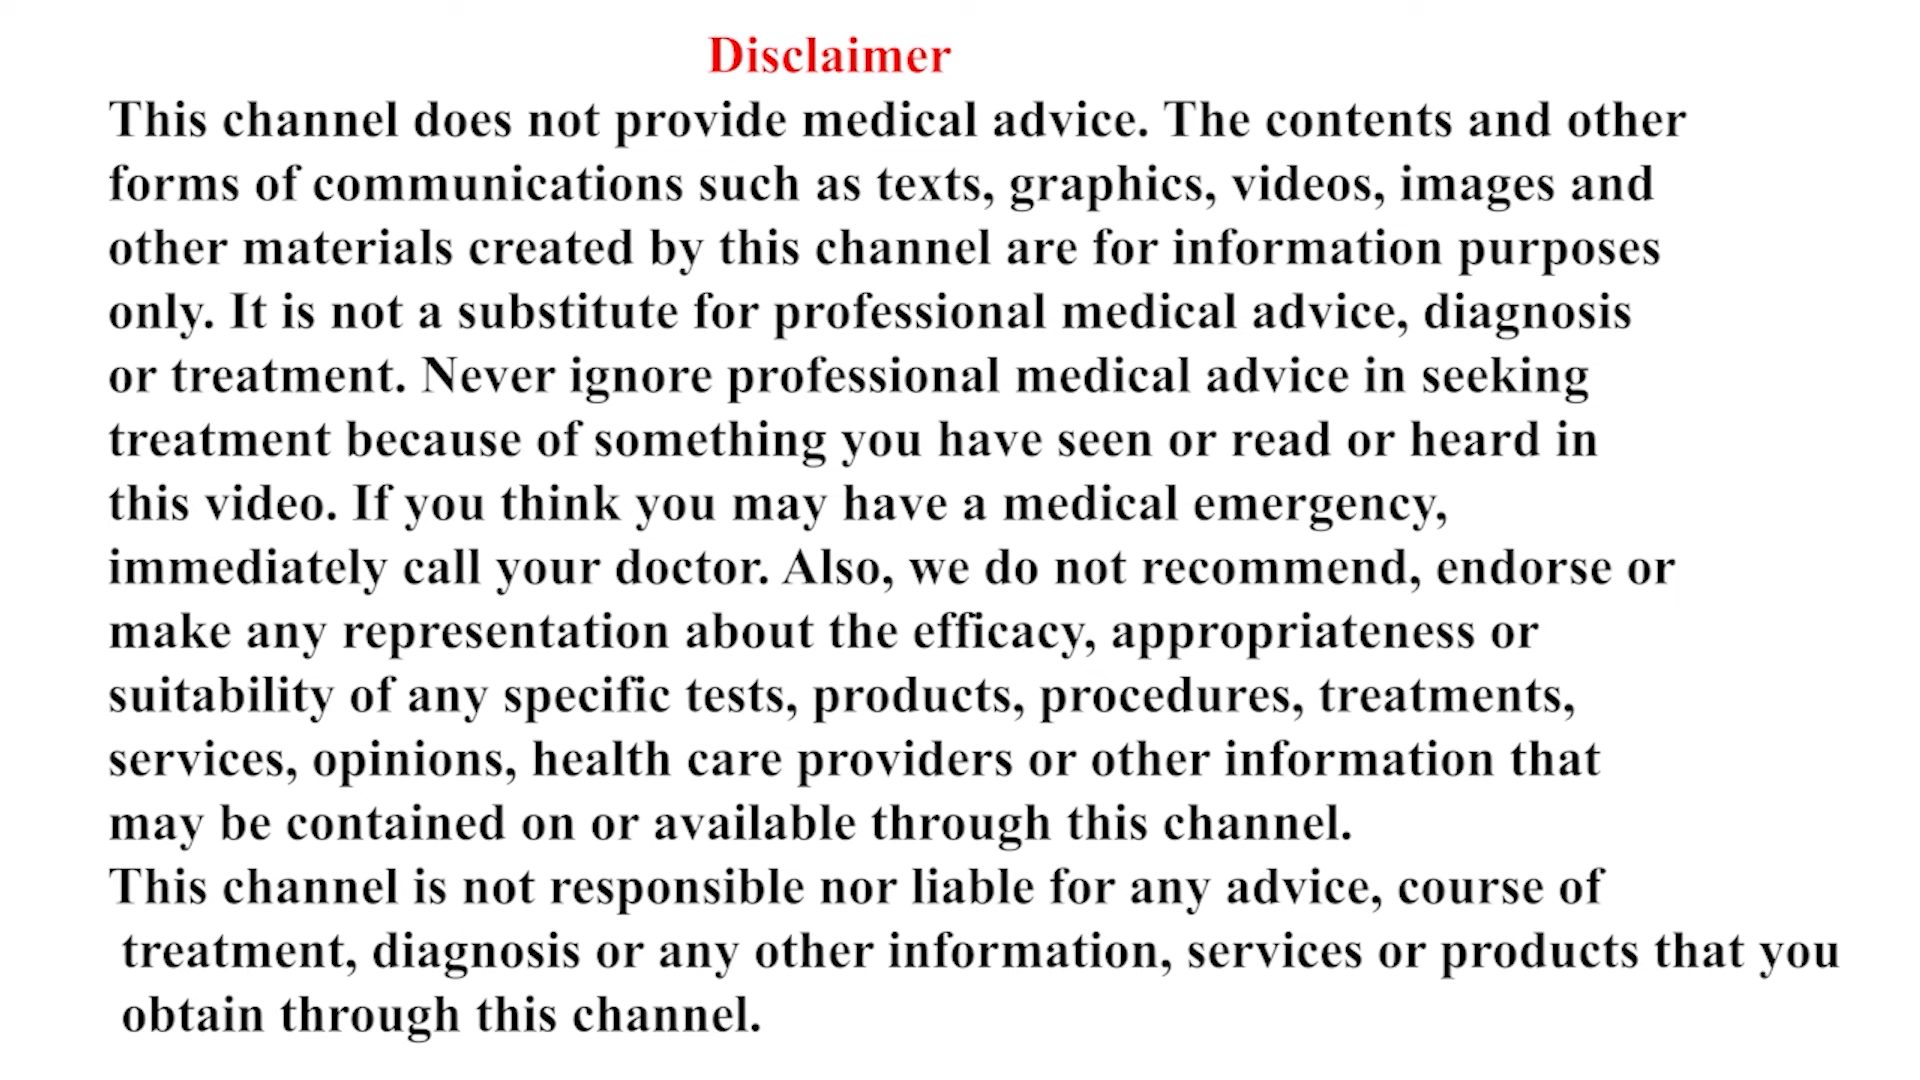 Disclaimer
This channel does not provide medical advice. The contents and other
forms of communications such as texts, graphics, videos, images and
other materials created by this channel are for information purposes
only. It is not a substitute for professional medical advice, diagnosis
or treatment. Never ignore professional medical advice in seeking
treatment because of something you have seen or read or heard in
this video. If you think you may have a medical emergency,
immediately call your doctor. Also, we do not recommend, endorse or
make any representation about the efficacy, appropriateness or
suitability of any specific tests, products, procedures, treatments,
services, opinions, health care providers or other information that
may be contained on or available through this channel.
This channel is not responsible nor liable for any advice, course of
treatment, diagnosis or any other information, services or products that you
obtain through this channel.